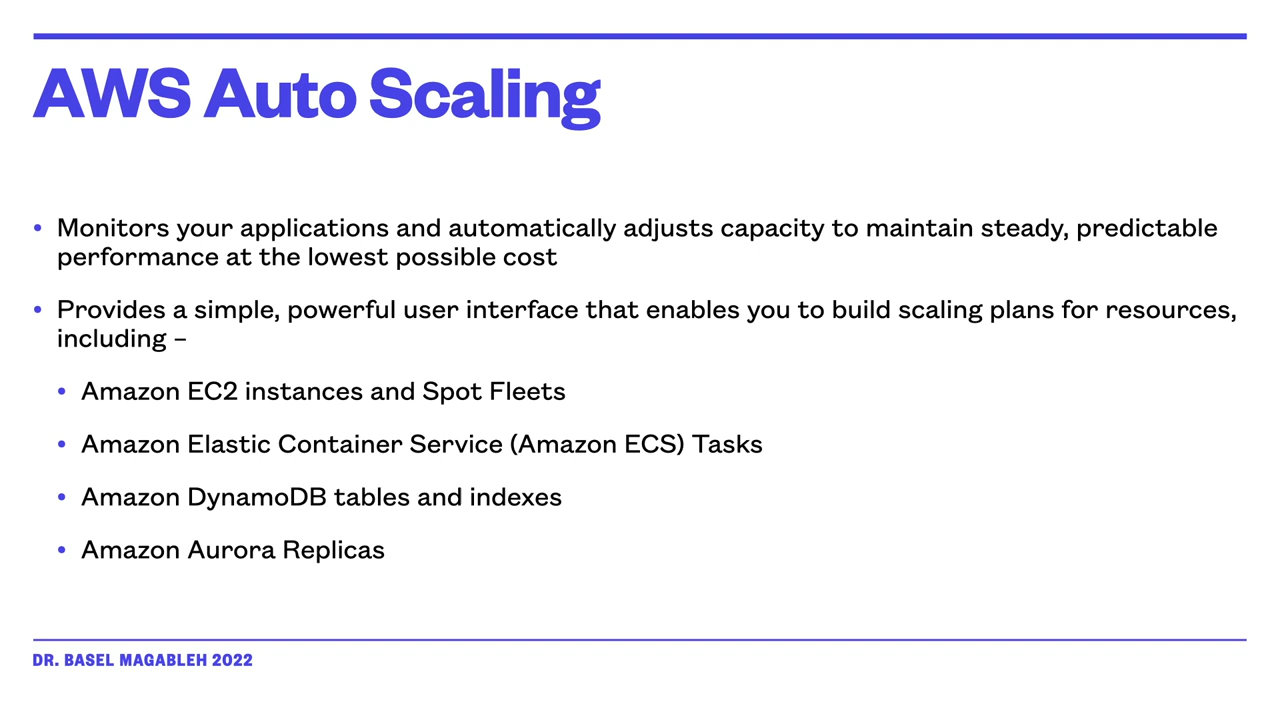 AWS Auto Scaling
• Monitors your applications and automatically adjusts capacity to maintain steady, predictable
performance at the lowest possible cost
• Provides a simple, powerful user interface that enables you to build scaling plans for resources,
including –
• Amazon EC2 instances and Spot Fleets
• Amazon Elastic Container Service (Amazon ECS) Tasks
• Amazon DynamoDB tables and indexes
• Amazon Aurora Replicas
DR. BASEL MAGABLEH 2022